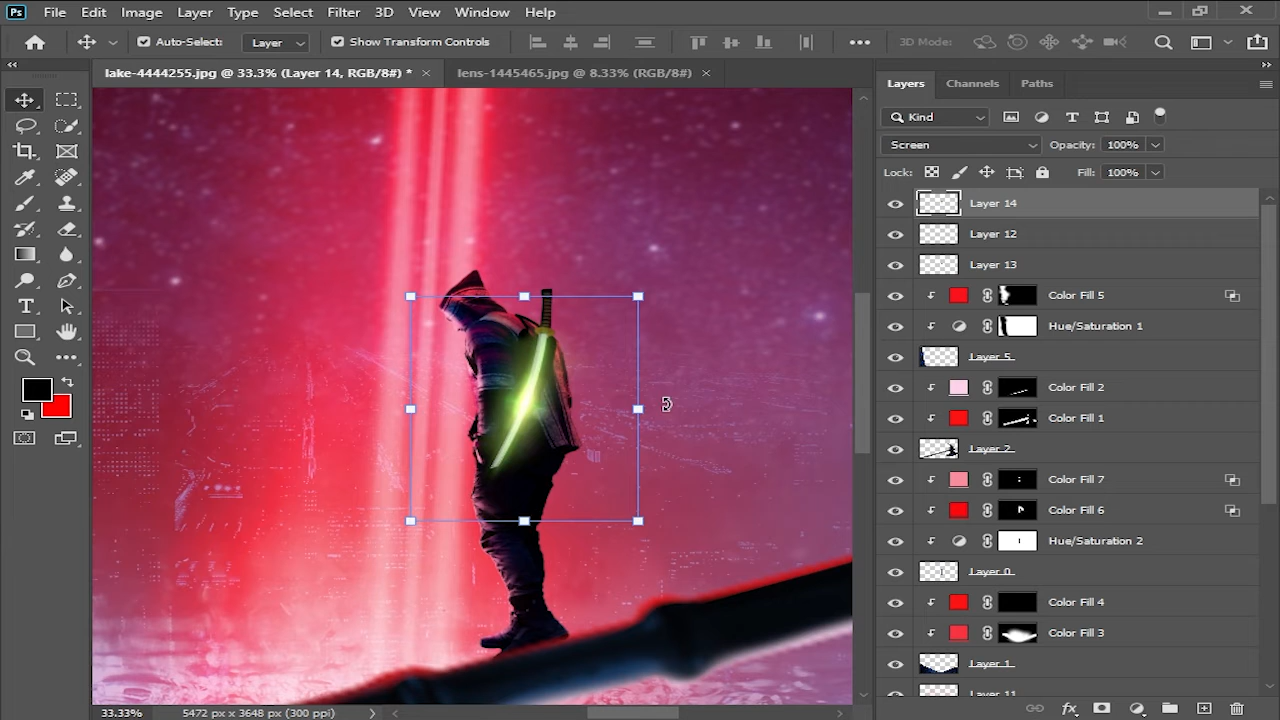 Ps File Edit Image Layer Type Select Filter 3D View Window Help
Auto-Select: Layer Show Transform Controls 3D Mode:
lake-4444255.jpg @ 33.3% (Layer 14, RGB/8#) * lens-1445465.jpg @ 8.33% (RGB/8#)
Layers Channels Paths
Kind
Screen Opacity: 100%
Lock: Fill: 100%
Layer 14
Layer 12
Layer 13
Color Fill 5
Hue/Saturation 1
Layer 5
Color Fill 2
Color Fill 1
Layer 2
Color Fill 7
Color Fill 6
Hue/Saturation 2
Layer 0
Color Fill 4
Color Fill 3
Layer 1
Layer 11
33.33% 5472 px x 3648 px (300 ppi)